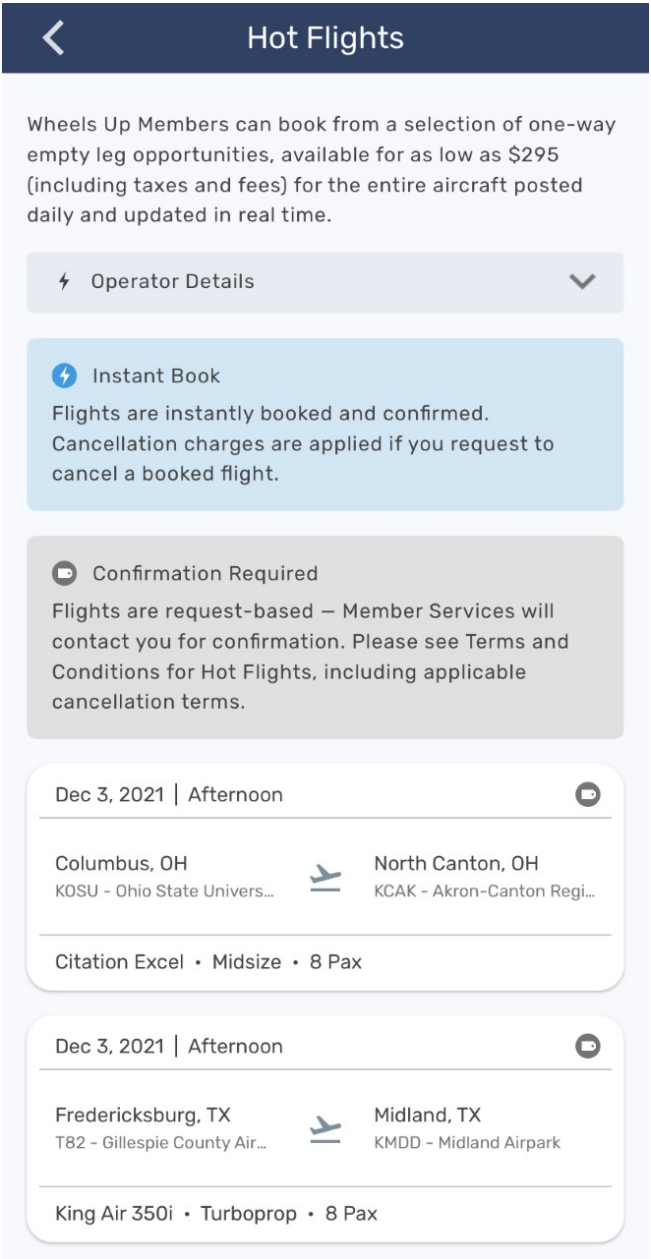 Hot Flights
Wheels Up Members can book from a selection of one-way
empty leg opportunities, available for as low as $295
(including taxes and fees) for the entire aircraft posted
daily and updated in real time.
Operator Details
Instant Book
Flights are instantly booked and confirmed.
Cancellation charges are applied if you request to
cancel a booked flight.
Confirmation Required
Flights are request-based — Member Services will
contact you for confirmation. Please see Terms and
Conditions for Hot Flights, including applicable
cancellation terms.
Dec 3, 2021 | Afternoon
Columbus, OH
KOSU - Ohio State Univers...
North Canton, OH
KCAK - Akron-Canton Regi...
Citation Excel • Midsize • 8 Pax
Dec 3, 2021 | Afternoon
Fredericksburg, TX
T82 - Gillespie County Air...
Midland, TX
KMDD - Midland Airpark
King Air 350i • Turboprop • 8 Pax